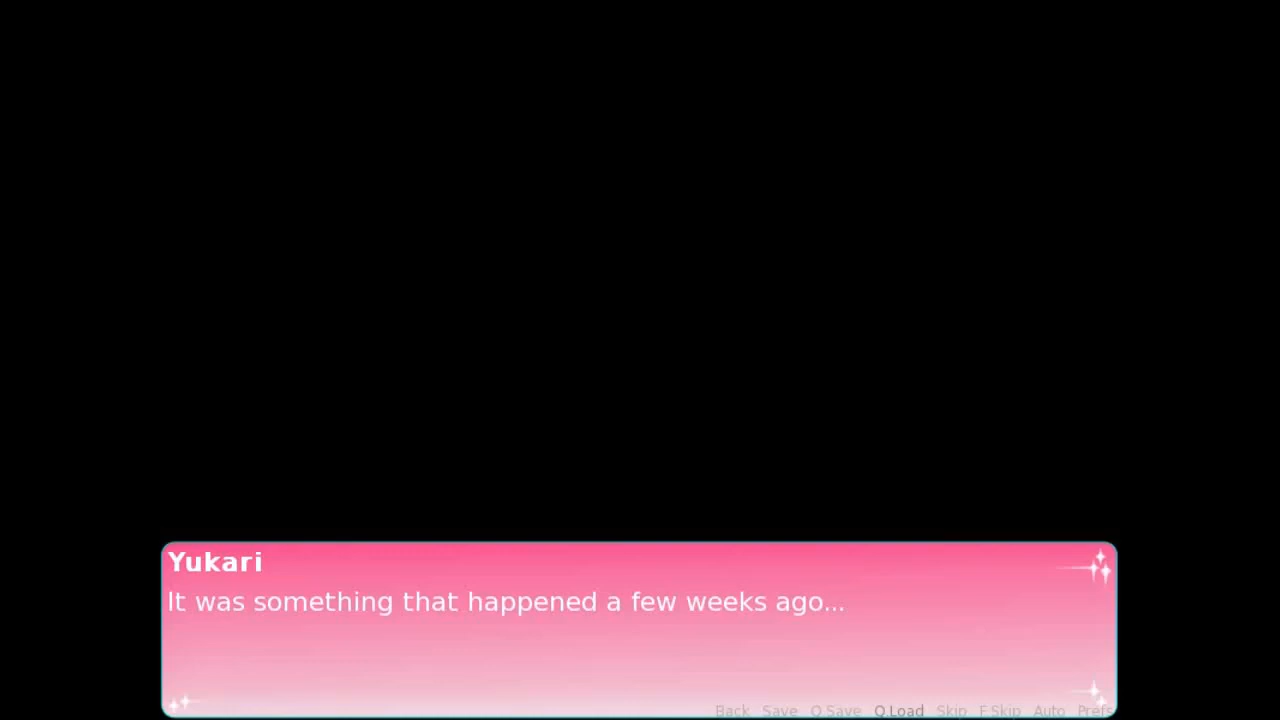 Yukari
It was something that happened a few weeks ago...
Back Save Q.Save Q.Load Skip F.Skip Auto Prefs